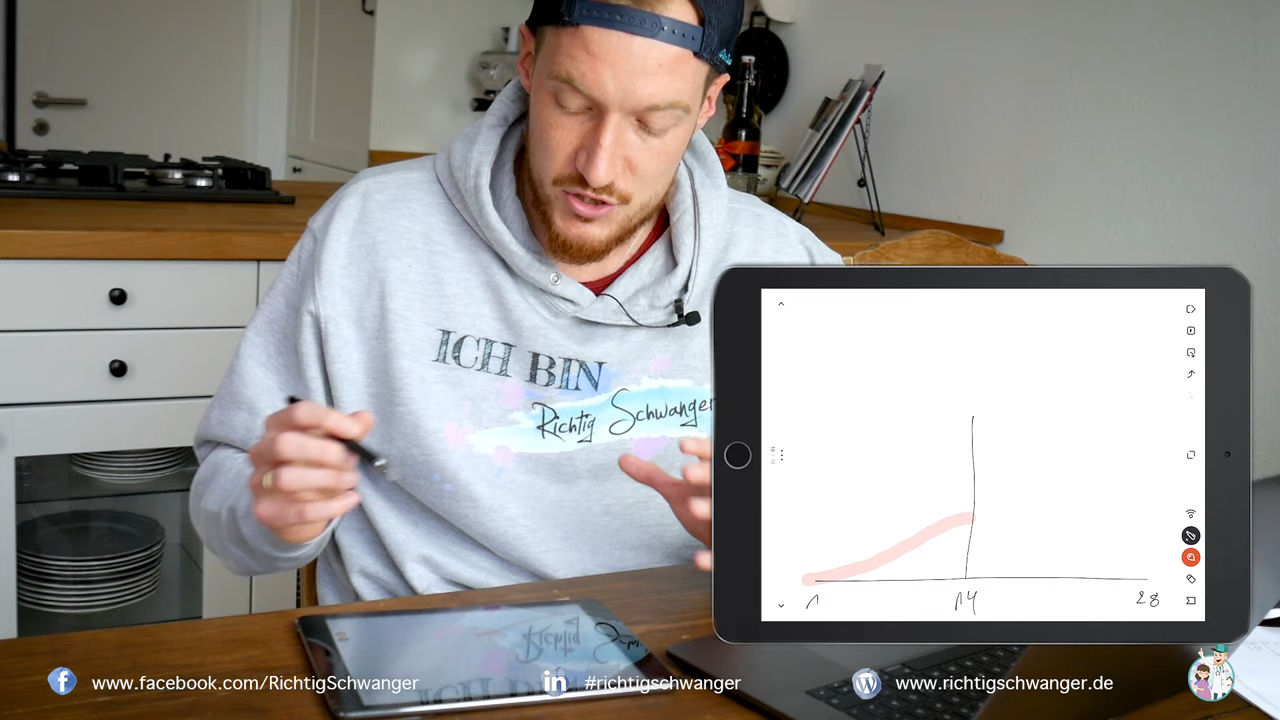 ICH BIN
Richtig Schwanger
1
14
28
www.facebook.com/RichtigSchwanger
#richtigschwanger
www.richtigschwanger.de